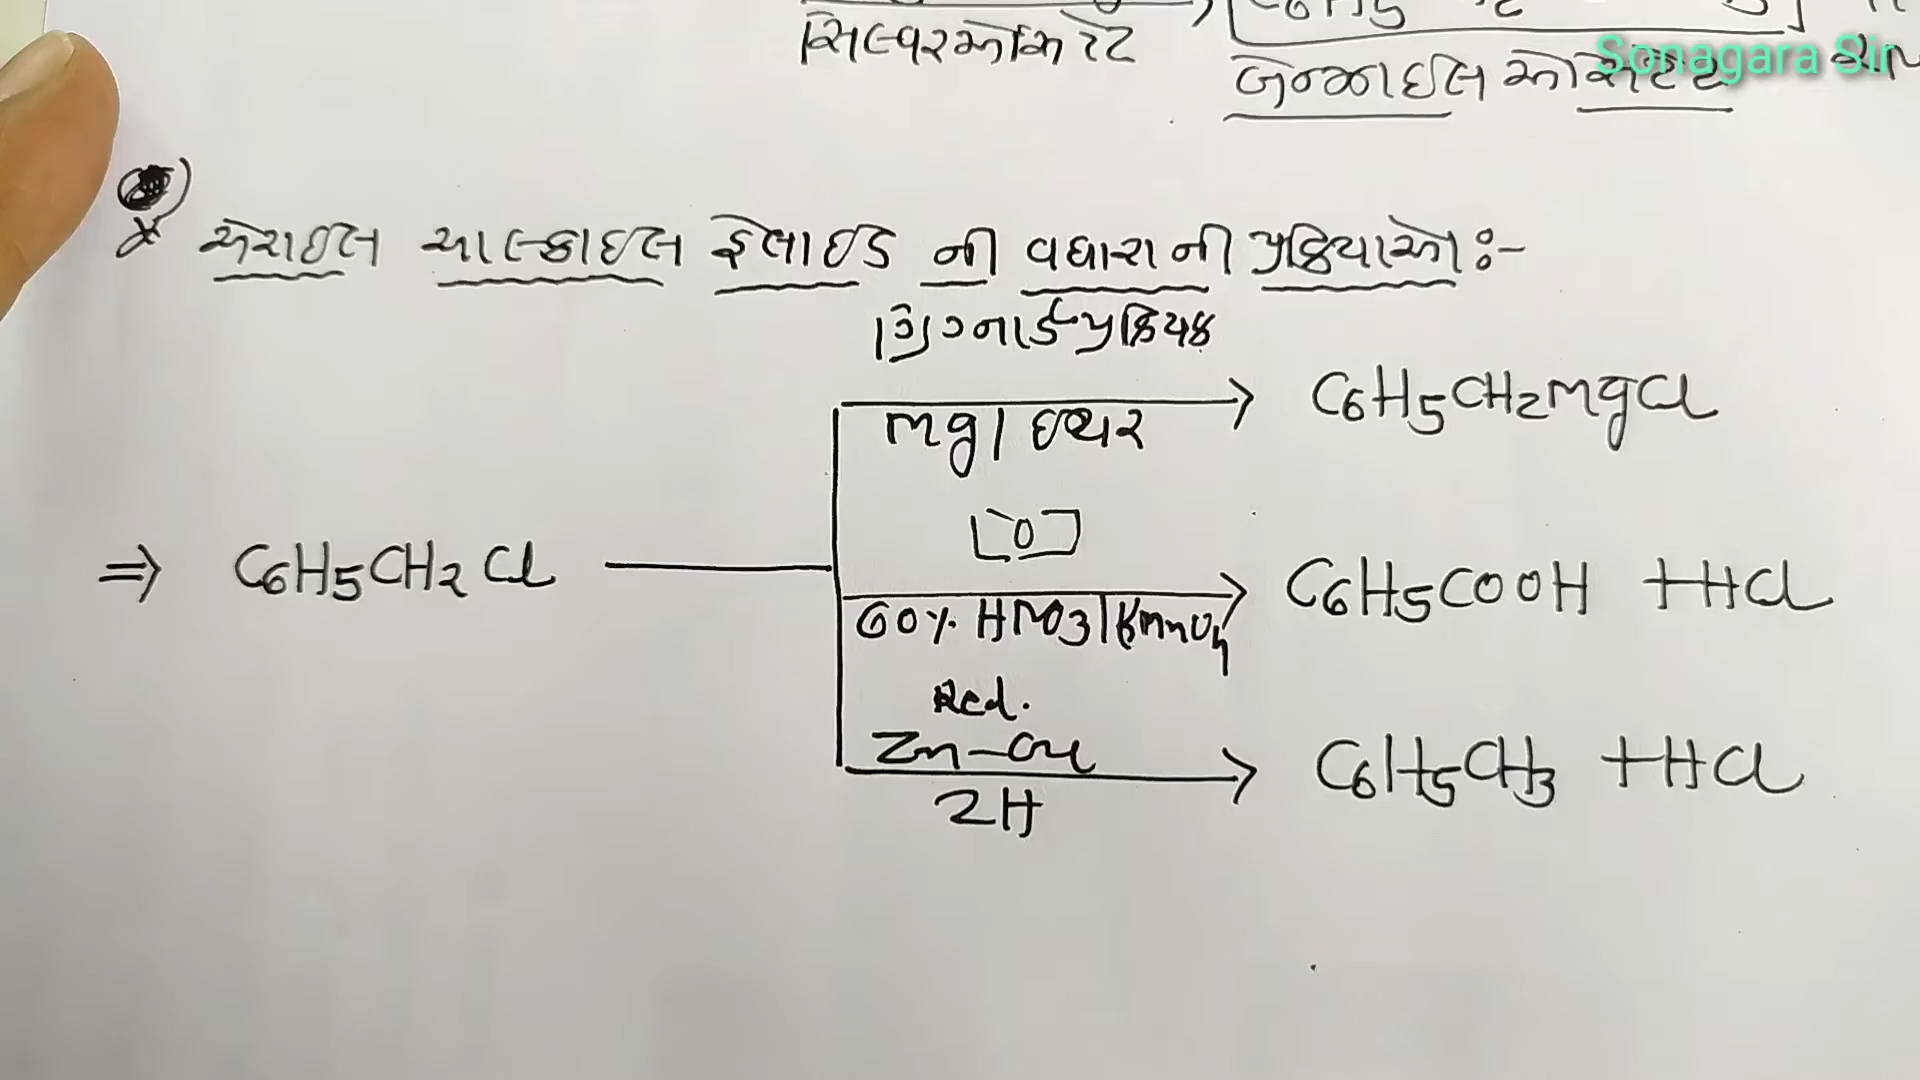 સિલ્વરએસિટેટ
બેન્ઝાઇલ એસિટેટ
Sonagara Sir
* એરાઇલ આલ્કાઇલ હેલાઇડ ની વધારા ની પ્રક્રિયાઓ :-
ગ્રિગ્નાર્ડ પ્રક્રિયક
Mg / ઇથર → C6H5CH2MgCl
[O]
⇒ C6H5CH2Cl
60% HNO3 / KMnO4 → C6H5COOH + HCl
Red.
Zn-Cu → C6H5CH3 + HCl
2H